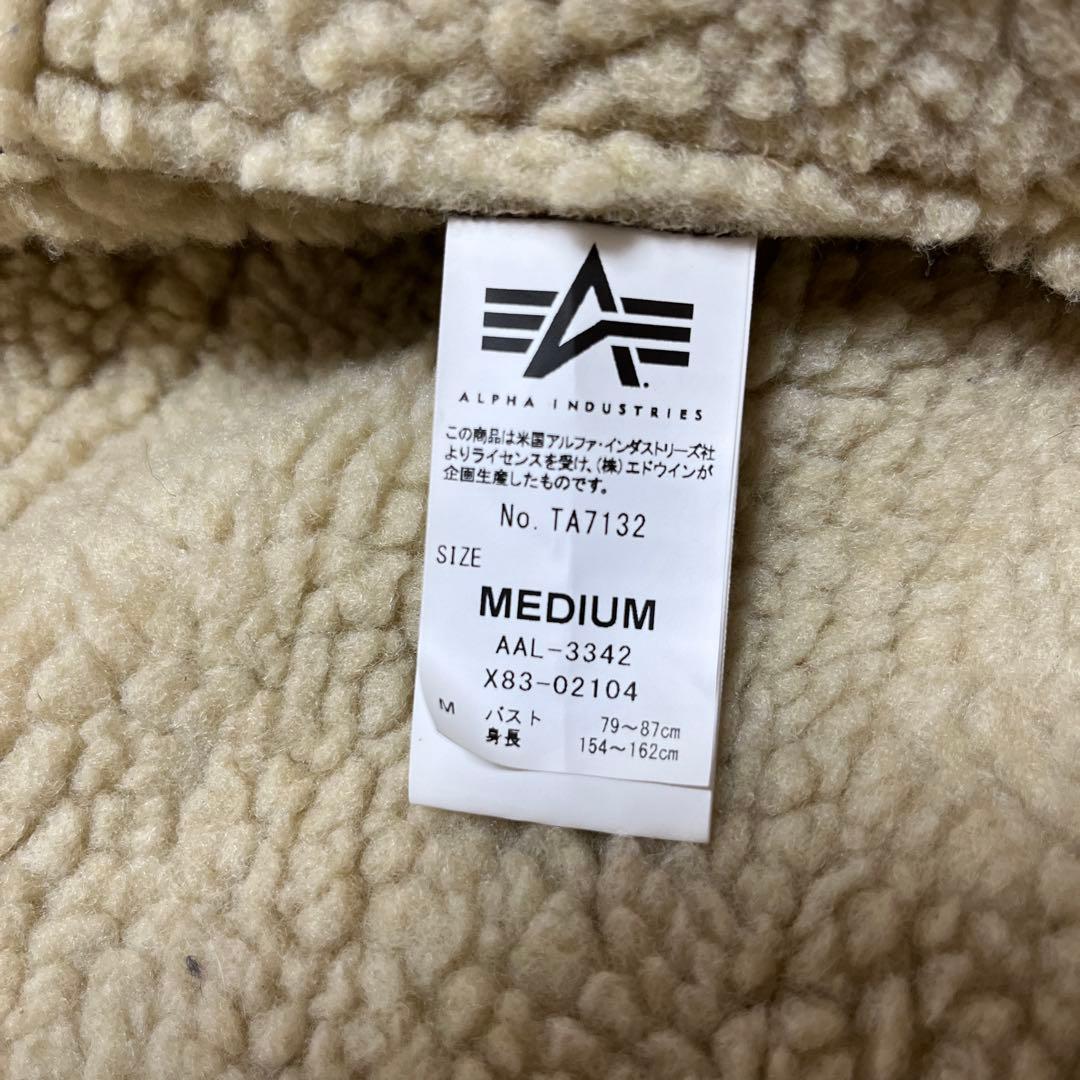 ALPHA INDUSTRIES
この商品は米国アルファ・インダストリーズ社
よりライセンスを受け、(株)エドウインが
企画生産したものです。
No. TA7132
SIZE
MEDIUM
AAL-3342
X83-02104
M バスト 79～87cm
身長 154～162cm